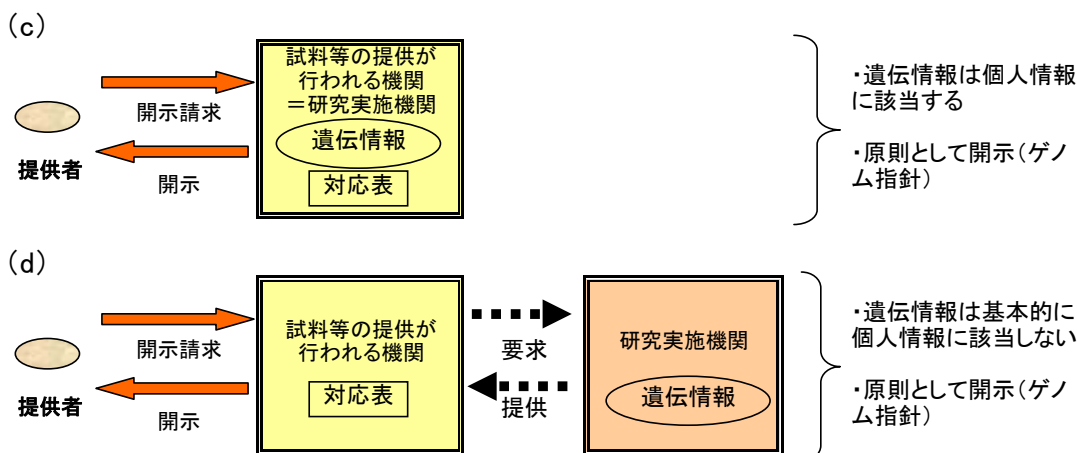 (c)
試料等の提供が
行われる機関
=研究実施機関
遺伝情報
対応表
開示請求
提供者
開示
・遺伝情報は個人情報
に該当する
・原則として開示(ゲノ
ム指針)
(d)
試料等の提供が
行われる機関
対応表
開示請求
提供者
開示
要求
提供
研究実施機関
遺伝情報
・遺伝情報は基本的に
個人情報に該当しない
・原則として開示(ゲノ
ム指針)